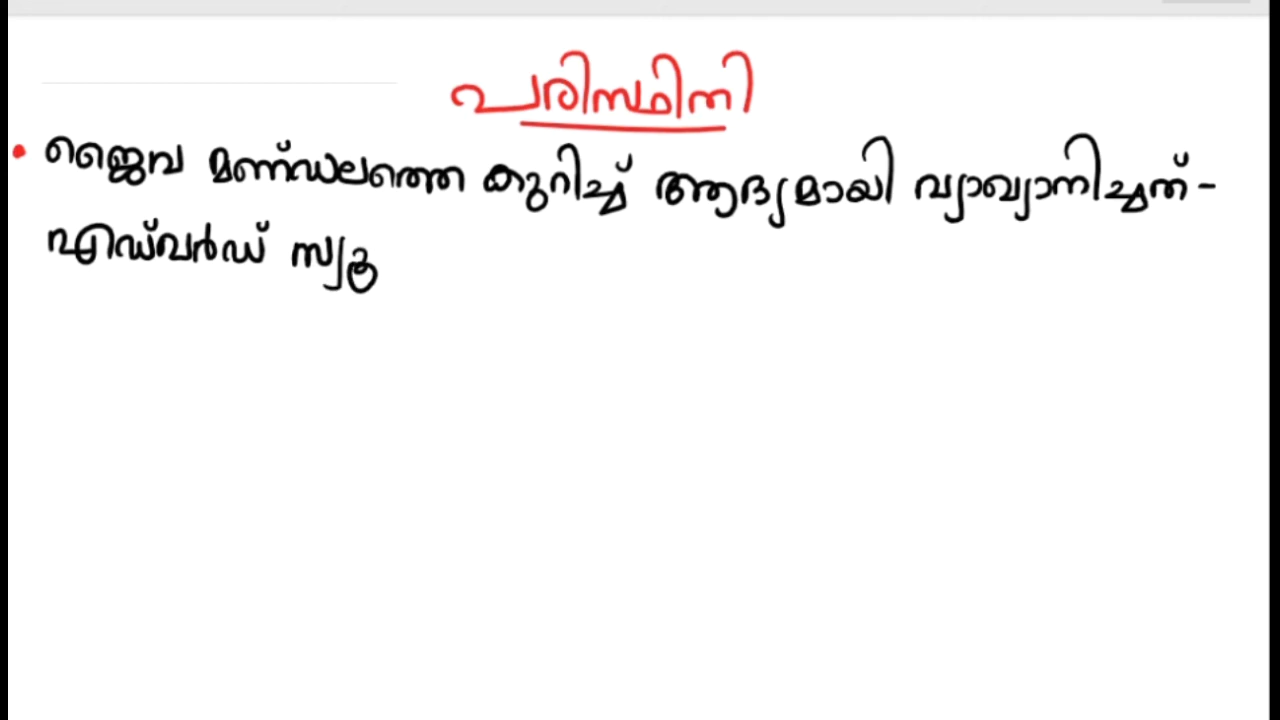 പരിസ്ഥിതി
ജൈവ മണ്ഡലത്തെ കുറിച്ച് ആദ്യമായി വ്യാഖ്യാനിച്ചത് -
എഡ്വർഡ് സ്യൂ